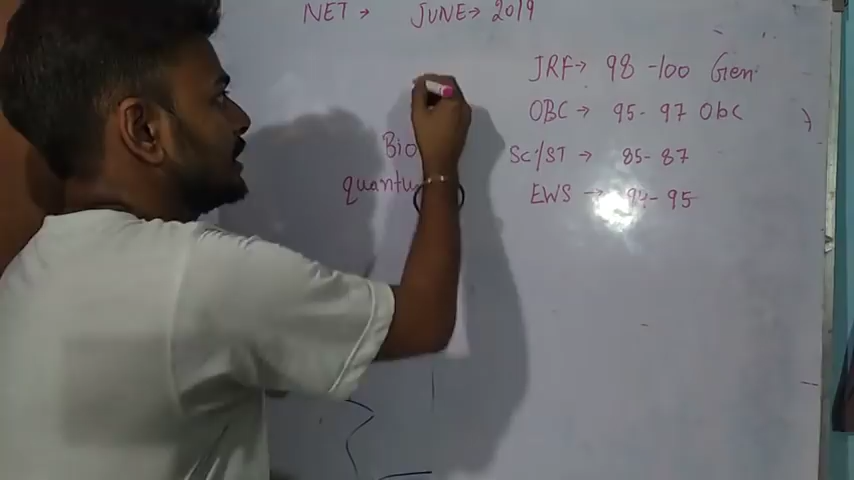 NET → JUNE → 2019
JRF → 98 - 100 Gen
OBC → 95 - 97 Obc
Bio
SC/ST → 85 - 87
quantu
EWS → 94 - 95